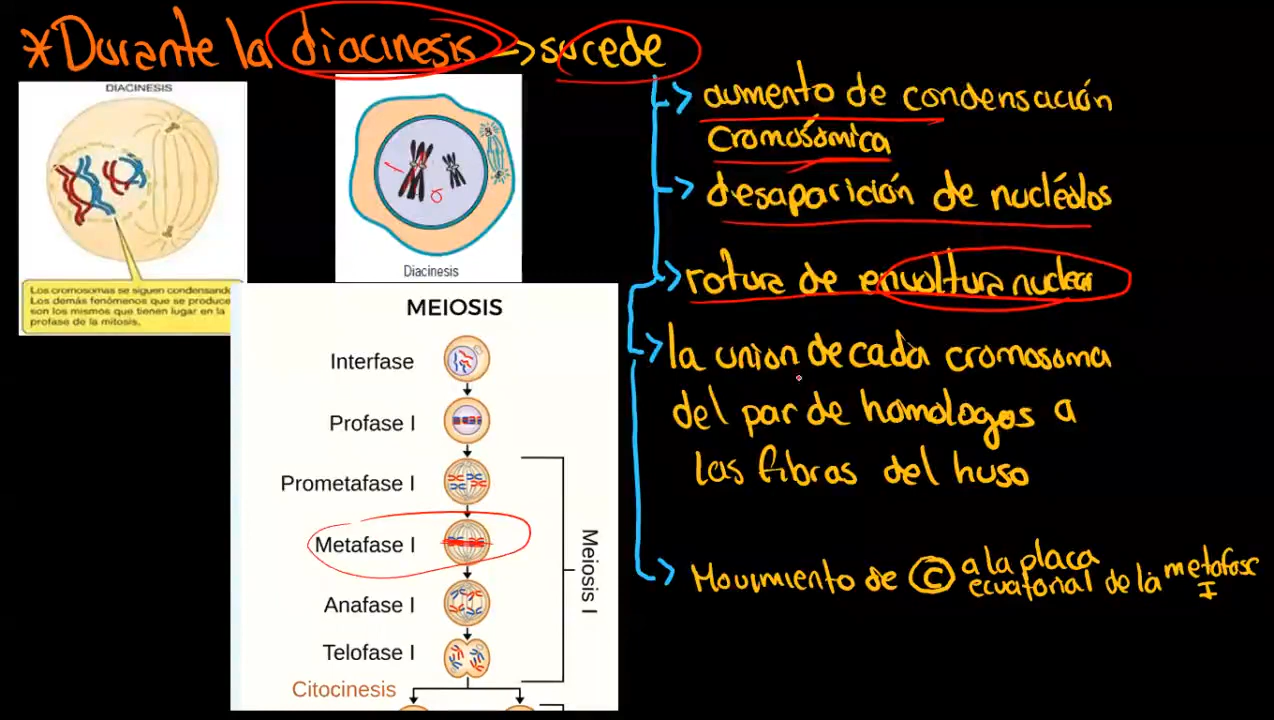 *Durante la diacinesis → sucede
→ aumento de condensación
cromosómica
→ desaparición de nucléolos
→ rotura de envoltura nuclear
→ la union de cada cromosoma
del par de homologos a
las fibras del huso
→ Movimiento de © a la placa
ecuatorial de la metafase
I
DIACINESIS
Los cromosomas se siguen condensando
Los demás fenómenos que se produce
son los mismos que tienen lugar en la
profase de la mitosis.
Diacinesis
MEIOSIS
Interfase
Profase I
Prometafase I
Metafase I
Anafase I
Telofase I
Citocinesis
Meiosis I